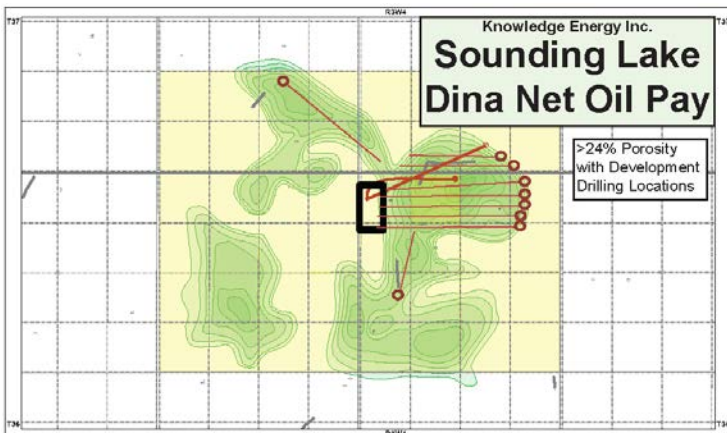 R3W4
T37
Knowledge Energy Inc.
Sounding Lake
Dina Net Oil Pay
>24% Porosity
with Development
Drilling Locations
T36